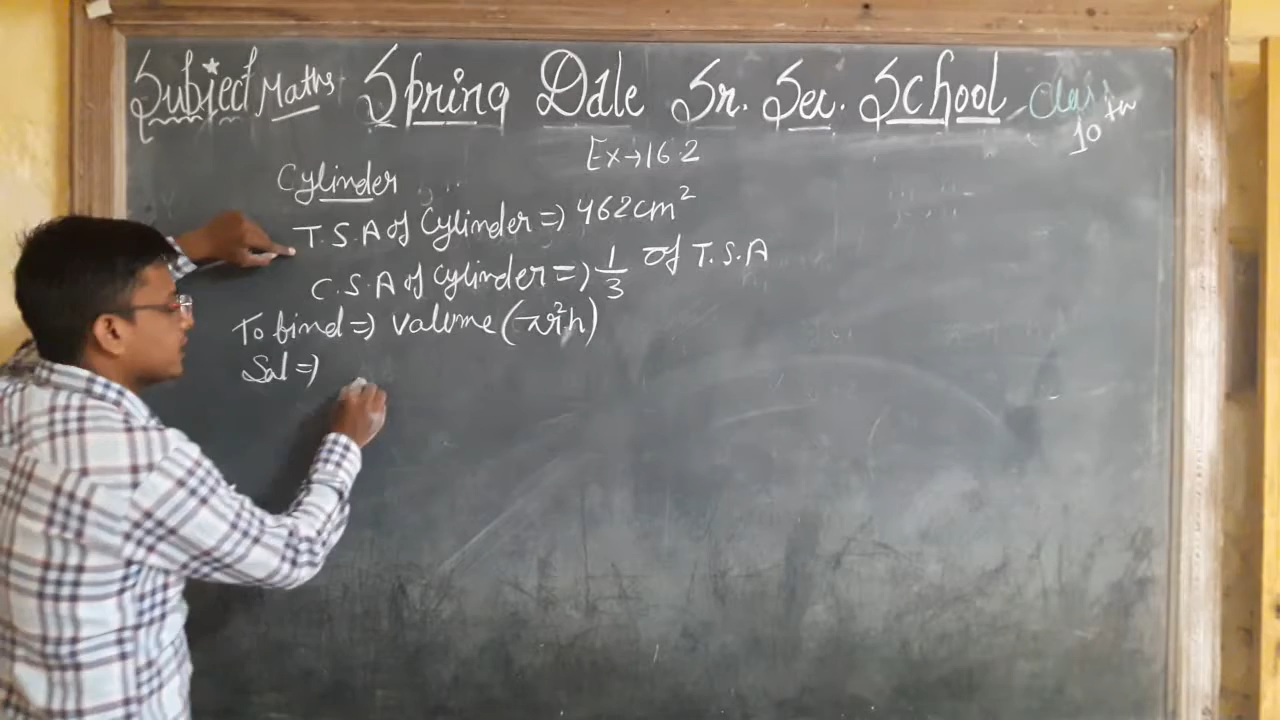 Subject Maths Spring Dale Sr. Sec. School Class 10th
Ex→16.2
Cylinder
T.S.A of Cylinder ⇒ 462cm²
C.S.A of Cylinder ⇒ 1/3 of T.S.A
To find ⇒ Valume (πr²h)
Sol ⇒